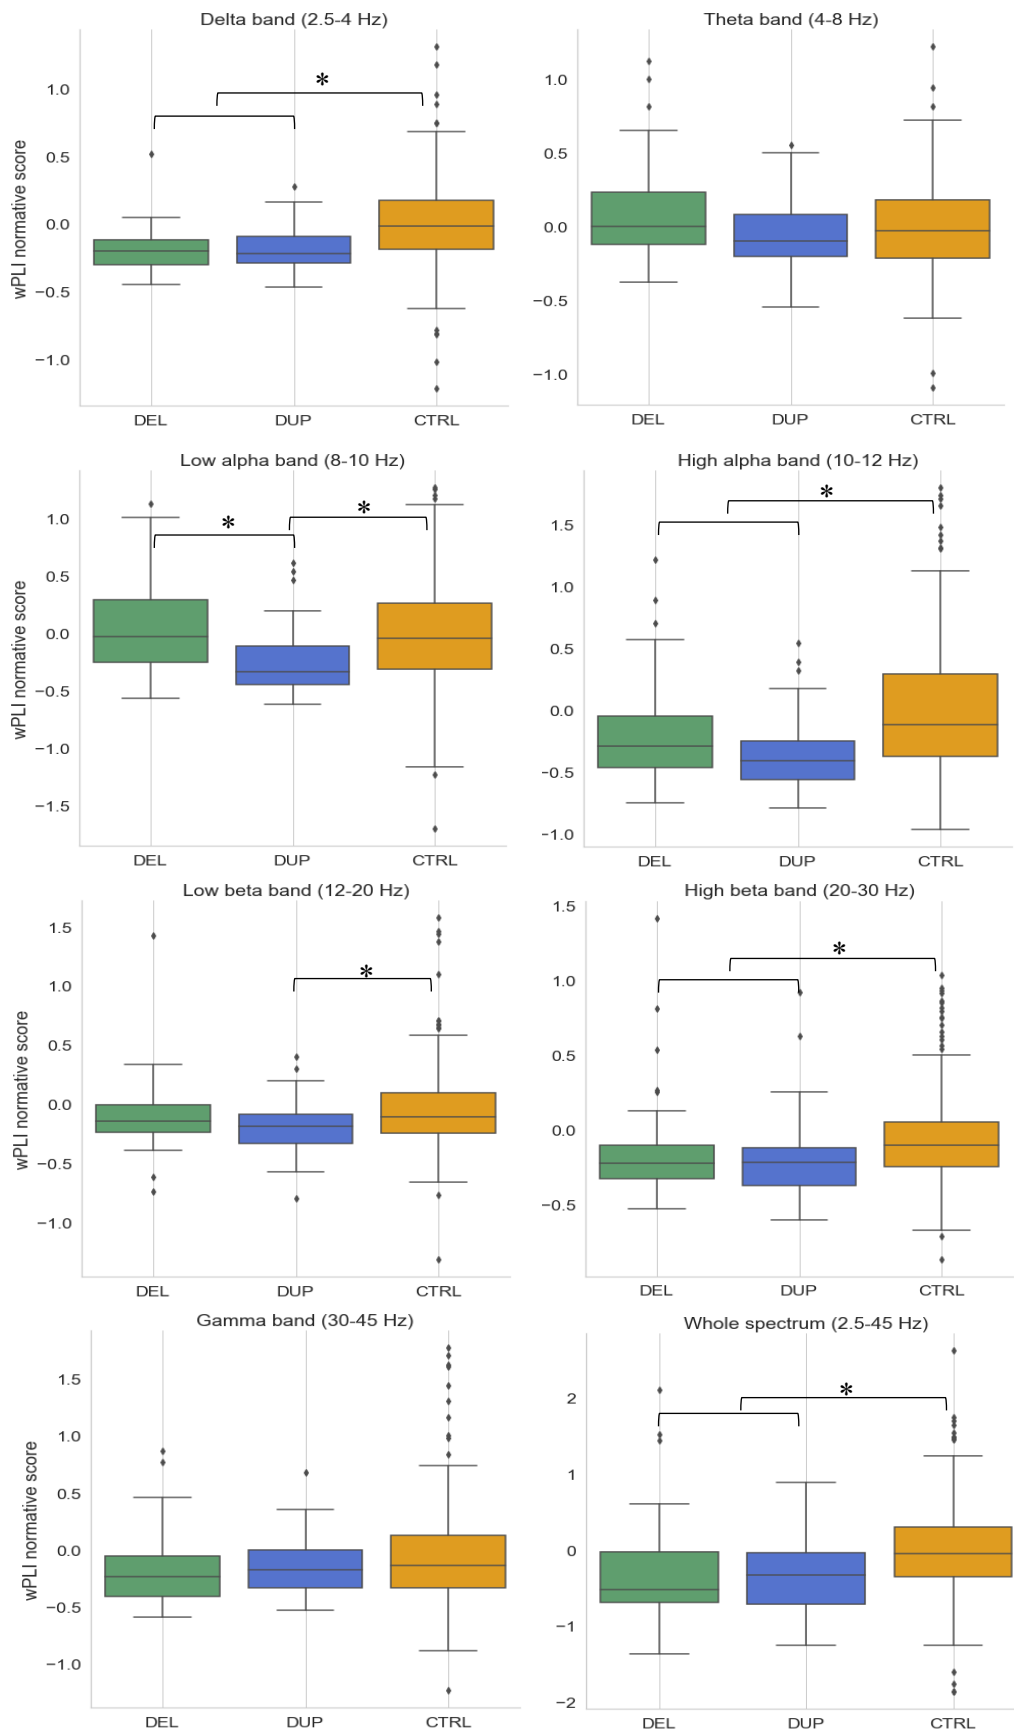 Delta band (2.5-4 Hz)
*
wPLI normative score
1.0
0.5
0.0
−0.5
−1.0
DEL DUP CTRL
Theta band (4-8 Hz)
1.0
0.5
0.0
−0.5
−1.0
DEL DUP CTRL
Low alpha band (8-10 Hz)
* *
wPLI normative score
1.0
0.5
0.0
−0.5
−1.0
−1.5
DEL DUP CTRL
High alpha band (10-12 Hz)
*
1.5
1.0
0.5
0.0
−0.5
−1.0
DEL DUP CTRL
Low beta band (12-20 Hz)
*
wPLI normative score
1.5
1.0
0.5
0.0
−0.5
−1.0
DEL DUP CTRL
High beta band (20-30 Hz)
*
1.5
1.0
0.5
0.0
−0.5
DEL DUP CTRL
Gamma band (30-45 Hz)
wPLI normative score
1.5
1.0
0.5
0.0
−0.5
−1.0
DEL DUP CTRL
Whole spectrum (2.5-45 Hz)
*
2
1
0
−1
−2
DEL DUP CTRL